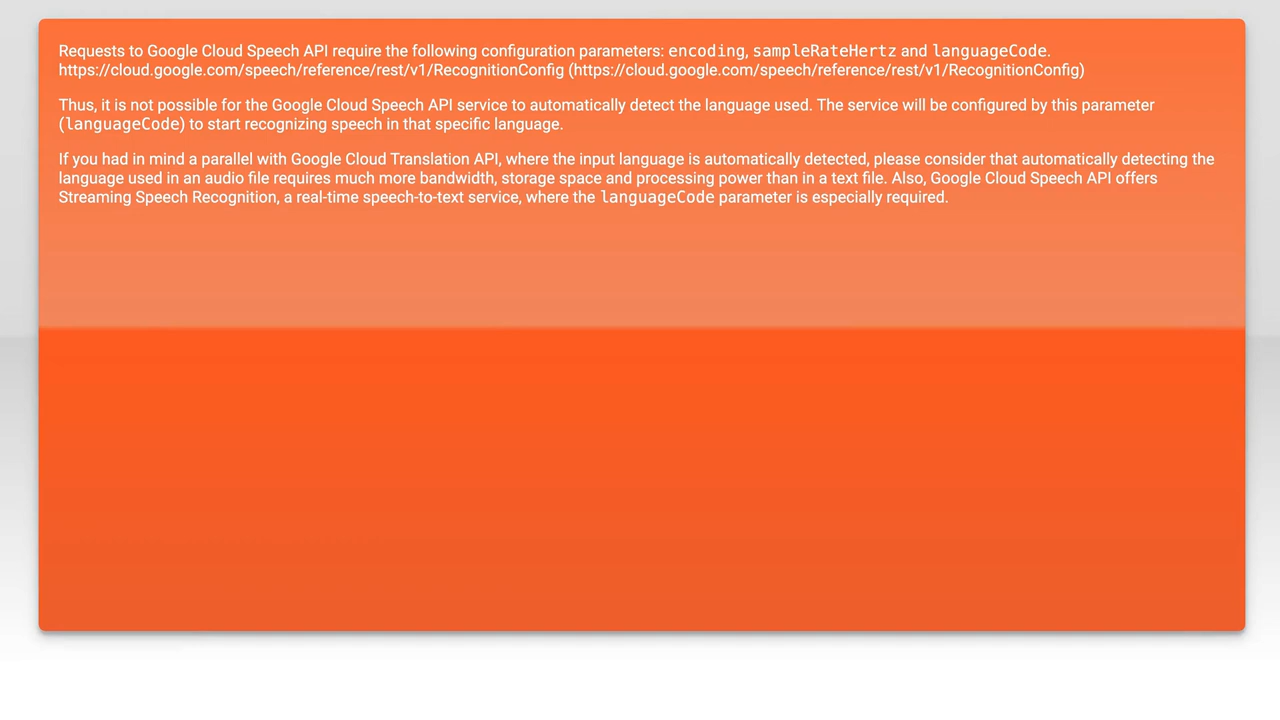 Requests to Google Cloud Speech API require the following configuration parameters: encoding, sampleRateHertz and languageCode.
https://cloud.google.com/speech/reference/rest/v1/RecognitionConfig (https://cloud.google.com/speech/reference/rest/v1/RecognitionConfig)
Thus, it is not possible for the Google Cloud Speech API service to automatically detect the language used. The service will be configured by this parameter
(languageCode) to start recognizing speech in that specific language.
If you had in mind a parallel with Google Cloud Translation API, where the input language is automatically detected, please consider that automatically detecting the
language used in an audio file requires much more bandwidth, storage space and processing power than in a text file. Also, Google Cloud Speech API offers
Streaming Speech Recognition, a real-time speech-to-text service, where the languageCode parameter is especially required.